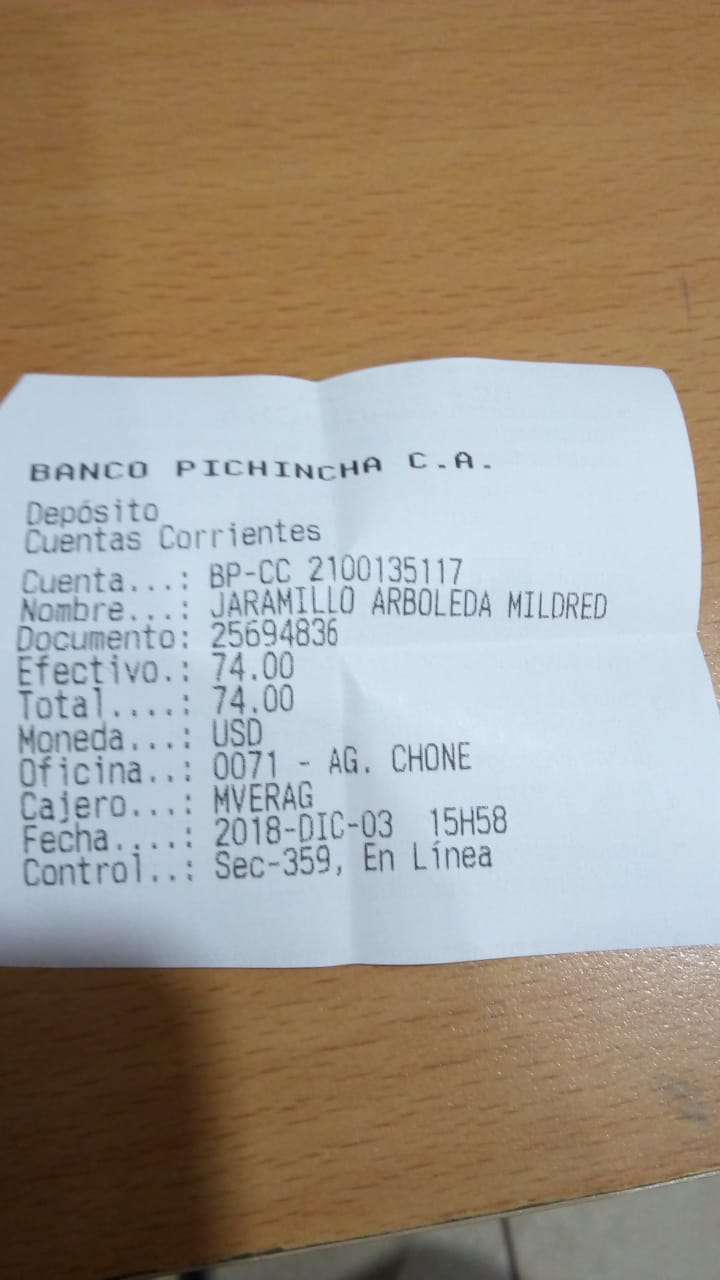 BANCO PICHINCHA C.A.
Depósito
Cuentas Corrientes
Cuenta...: BP-CC 2100135117
Nombre...: JARAMILLO ARBOLEDA MILDRED
Documento: 25694836
Efectivo.: 74.00
Total....: 74.00
Moneda...: USD
Oficina..: 0071 - AG. CHONE
Cajero...: MVERAG
Fecha....: 2018-DIC-03 15H58
Control..: Sec-359, En Línea